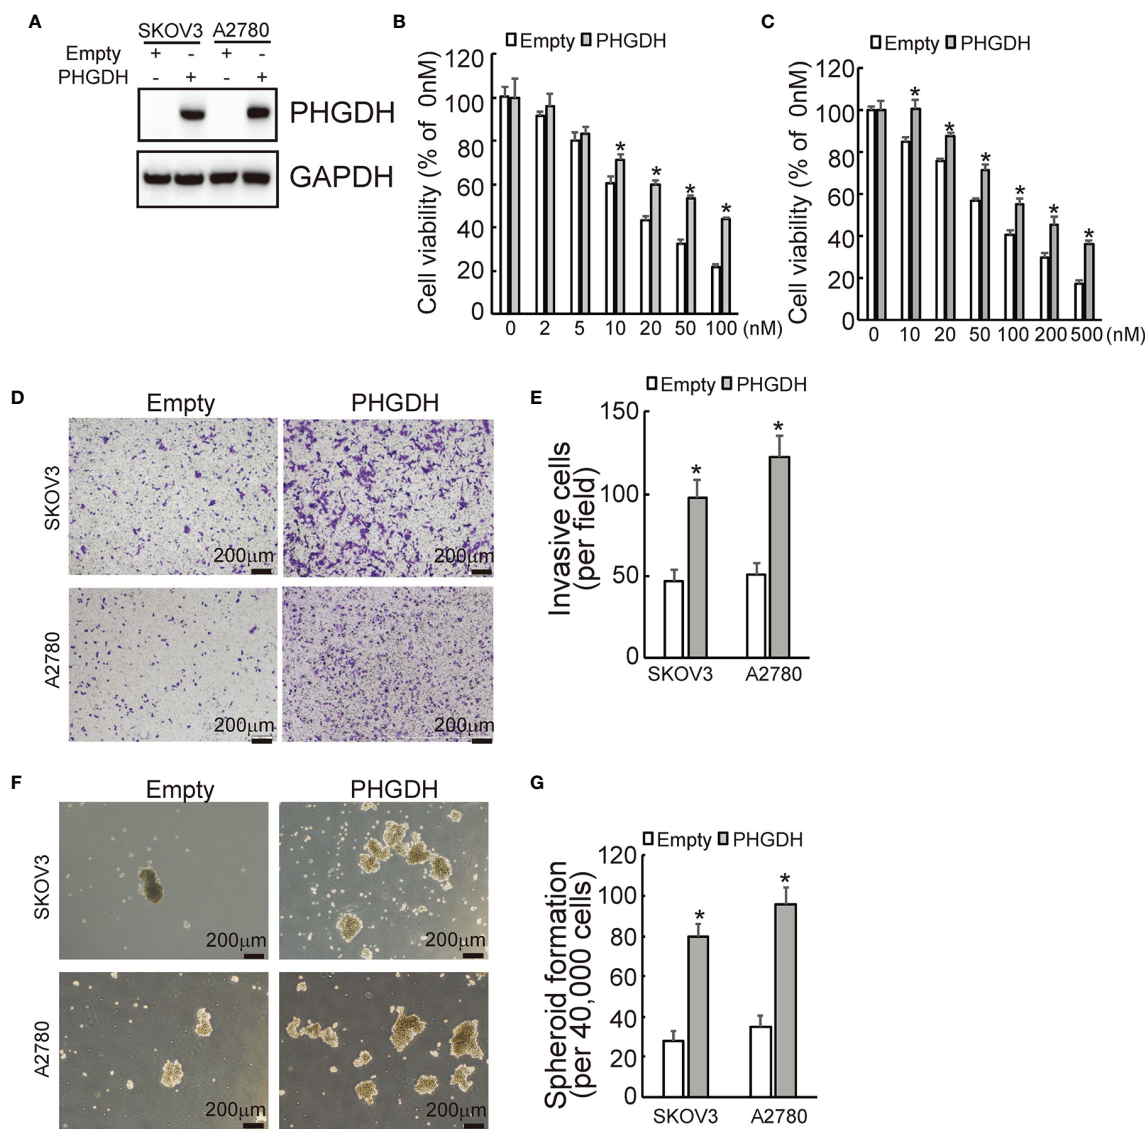 A
SKOV3 A2780
Empty + - + -
PHGDH - + - +
PHGDH
GAPDH
B
Empty PHGDH
Cell viability (% of 0nM)
120
100
80
60
40
20
0
* * * *
0 2 5 10 20 50 100 (nM)
C
Empty PHGDH
Cell viability (% of 0nM)
120
100
80
60
40
20
0
* * * * * *
0 10 20 50 100 200 500 (nM)
D
Empty PHGDH
SKOV3
200μm 200μm
A2780
200μm 200μm
E
Empty PHGDH
Invasive cells
(per field)
150
100
50
0
* *
SKOV3 A2780
F
Empty PHGDH
SKOV3
200μm 200μm
A2780
200μm 200μm
G
Empty PHGDH
Spheroid formation
(per 40,000 cells)
120
100
80
60
40
20
0
* *
SKOV3 A2780